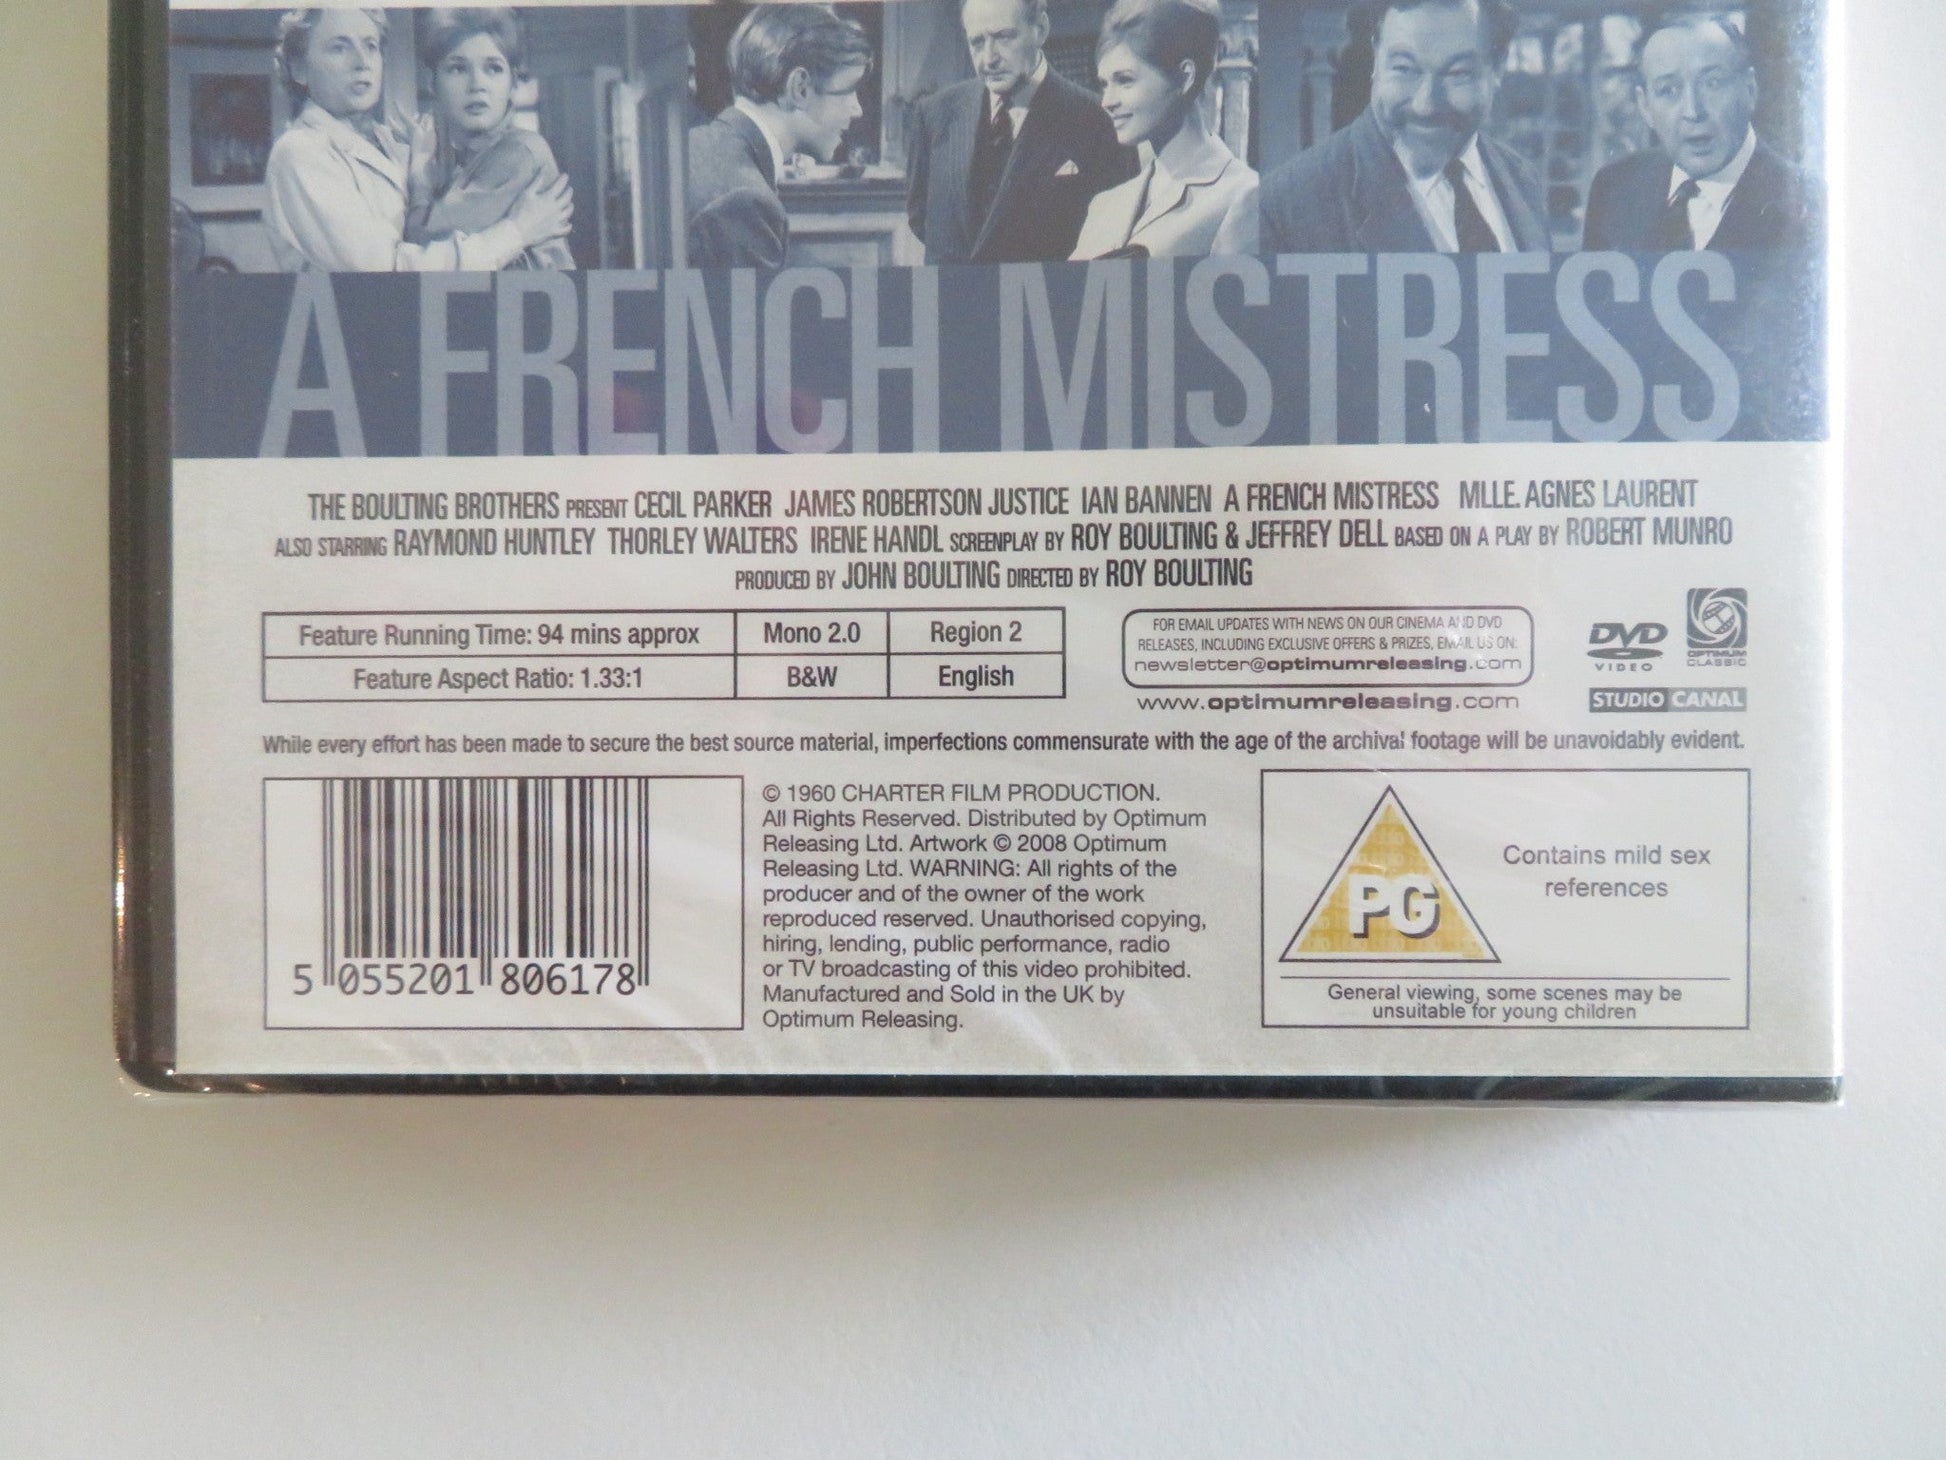 A FRENCH MISTRESS
THE BOULTING BROTHERS PRESENT CECIL PARKER JAMES ROBERTSON JUSTICE IAN BANNEN A FRENCH MISTRESS MLLE. AGNES LAURENT
ALSO STARRING RAYMOND HUNTLEY THORLEY WALTERS IRENE HANDL SCREENPLAY BY ROY BOULTING & JEFFREY DELL BASED ON A PLAY BY ROBERT MUNRO
PRODUCED BY JOHN BOULTING DIRECTED BY ROY BOULTING
Feature Running Time: 94 mins approx Mono 2.0 Region 2
Feature Aspect Ratio: 1.33:1 B&W English
FOR EMAIL UPDATES WITH NEWS ON OUR CINEMA AND DVD
RELEASES, INCLUDING EXCLUSIVE OFFERS & PRIZES, EMAIL US ON:
newsletter@optimumreleasing.com
www.optimumreleasing.com
DVD
VIDEO
OPTIMUM
CLASSIC
STUDIO CANAL
While every effort has been made to secure the best source material, imperfections commensurate with the age of the archival footage will be unavoidably evident.
5 055201 806178
© 1960 CHARTER FILM PRODUCTION.
All Rights Reserved. Distributed by Optimum
Releasing Ltd. Artwork © 2008 Optimum
Releasing Ltd. WARNING: All rights of the
producer and of the owner of the work
reproduced reserved. Unauthorised copying,
hiring, lending, public performance, radio
or TV broadcasting of this video prohibited.
Manufactured and Sold in the UK by
Optimum Releasing.
PG
Contains mild sex
references
General viewing, some scenes may be
unsuitable for young children